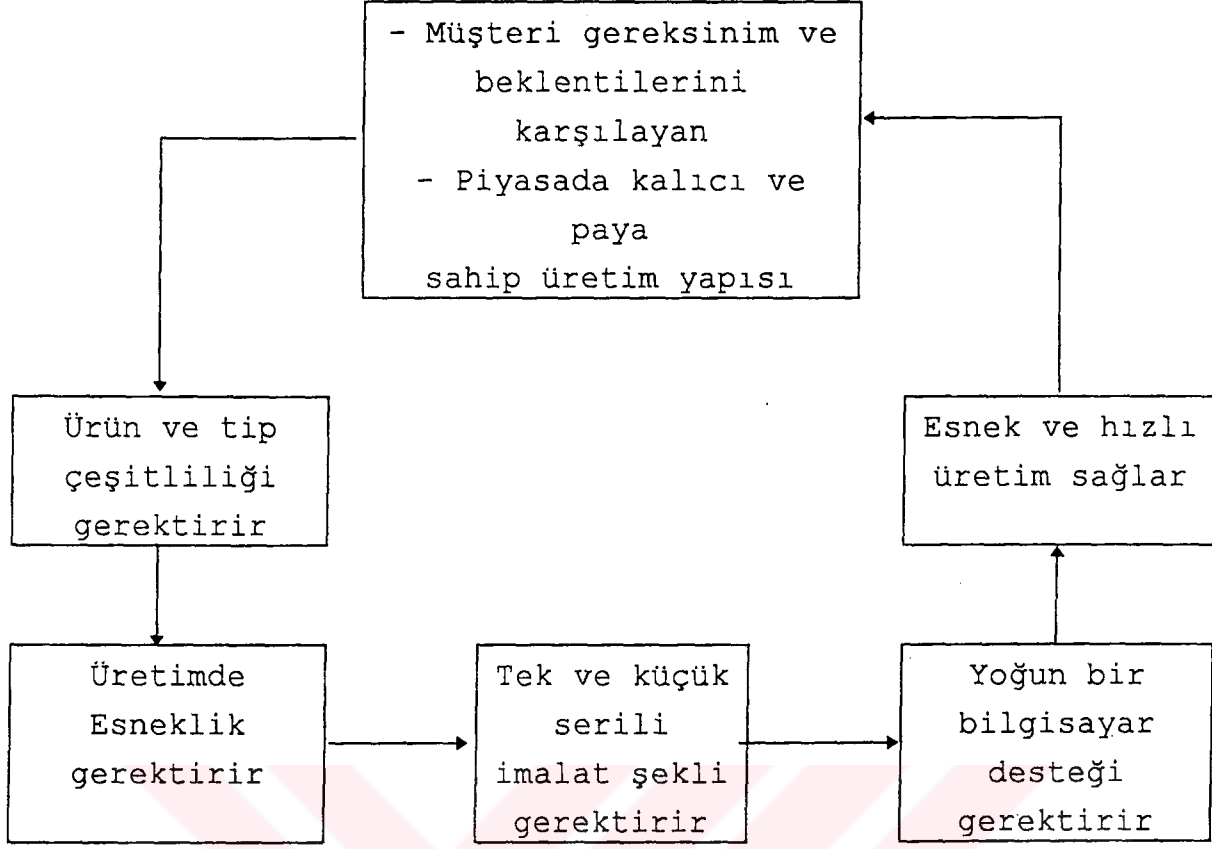 - Müşteri gereksinim ve
beklentilerini
karşılayan
- Piyasada kalıcı ve
paya
sahip üretim yapısı
Ürün ve tip
çeşitliliği
gerektirir
Esnek ve hızlı
üretim sağlar
Üretimde
Esneklik
gerektirir
Tek ve küçük
serili
imalat şekli
gerektirir
Yoğun bir
bilgisayar
desteği
gerektirir